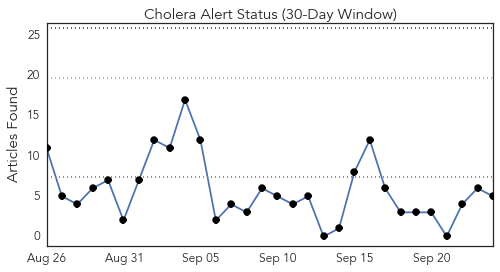 Cholera Alert Status (30-Day Window)
Articles Found
25
20
15
10
5
0
Aug 26 Aug 31 Sep 05 Sep 10 Sep 15 Sep 20